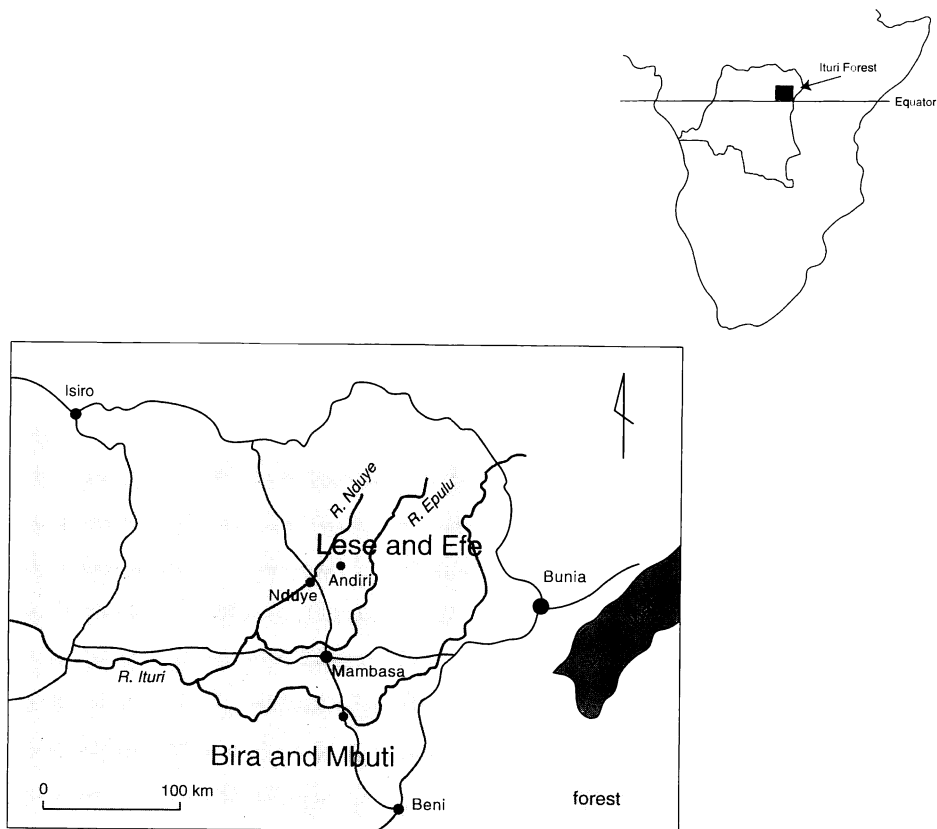 Ituri Forest
Equator
Isiro
R. Nduye
R. Epulu
Lese and Efe
Andiri
Nduye
Bunia
Mambasa
R. Ituri
Bira and Mbuti
0 100 km
Beni
forest